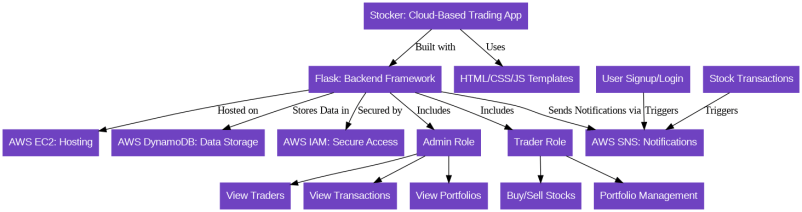 Stocker: Cloud-Based Trading App
Built with
Uses
Flask: Backend Framework
HTML/CSS/JS Templates
User Signup/Login
Stock Transactions
Hosted on
Stores Data in
Secured by
Includes
Includes
Sends Notifications via
Triggers
Triggers
AWS EC2: Hosting
AWS DynamoDB: Data Storage
AWS IAM: Secure Access
Admin Role
Trader Role
AWS SNS: Notifications
View Traders
View Transactions
View Portfolios
Buy/Sell Stocks
Portfolio Management